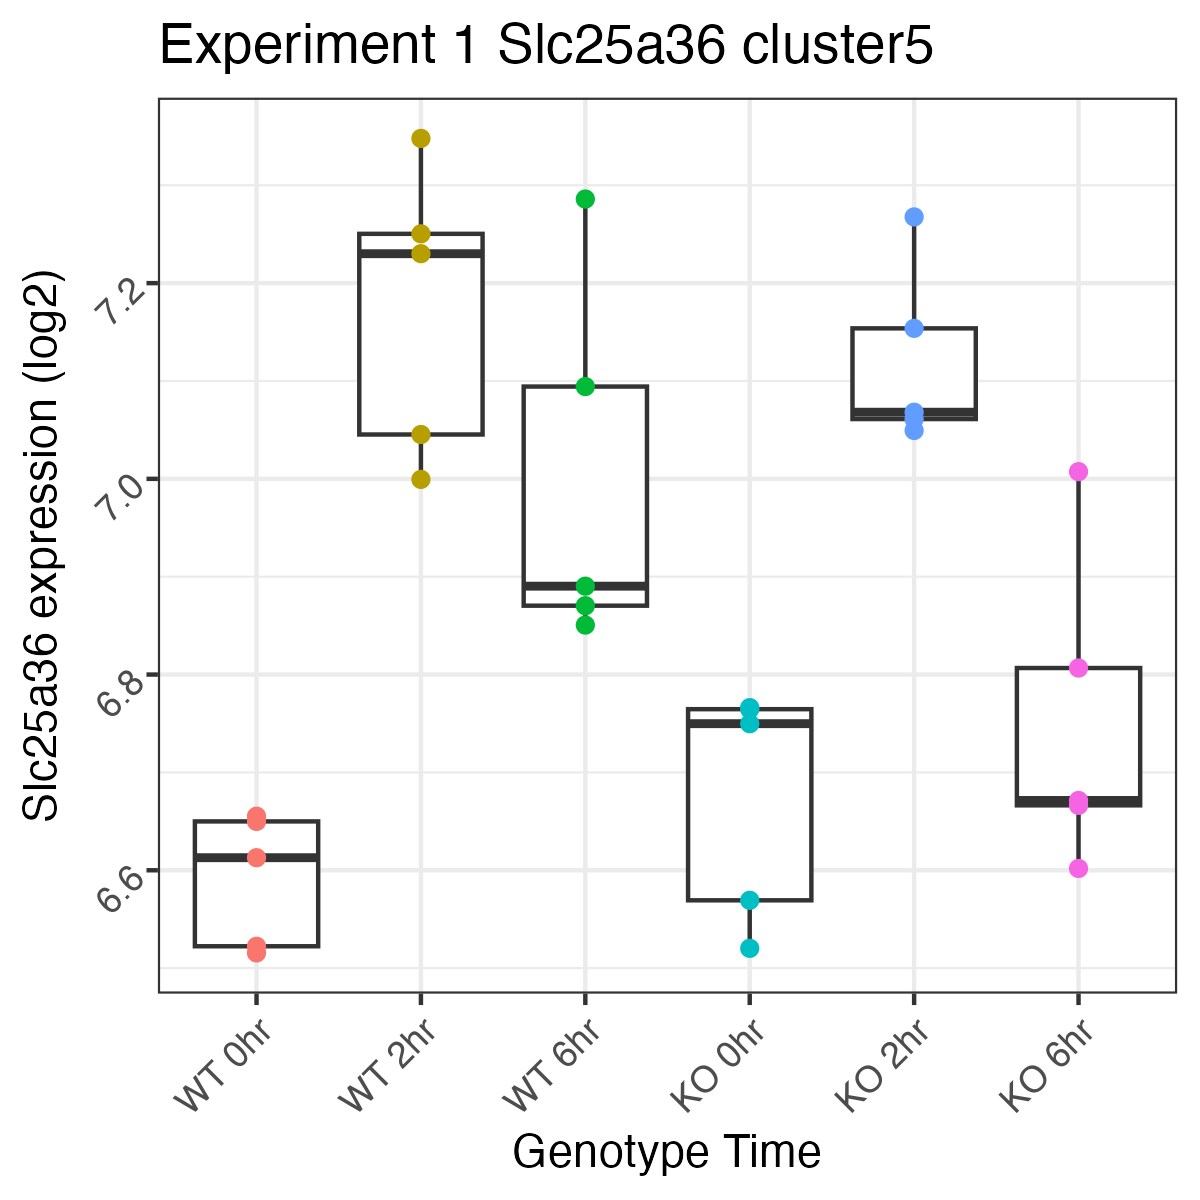 Experiment 1 Slc25a36 cluster5
Slc25a36 expression (log2)
7.2
7.0
6.8
6.6
WT 0hr
WT 2hr
WT 6hr
KO 0hr
KO 2hr
KO 6hr
Genotype Time